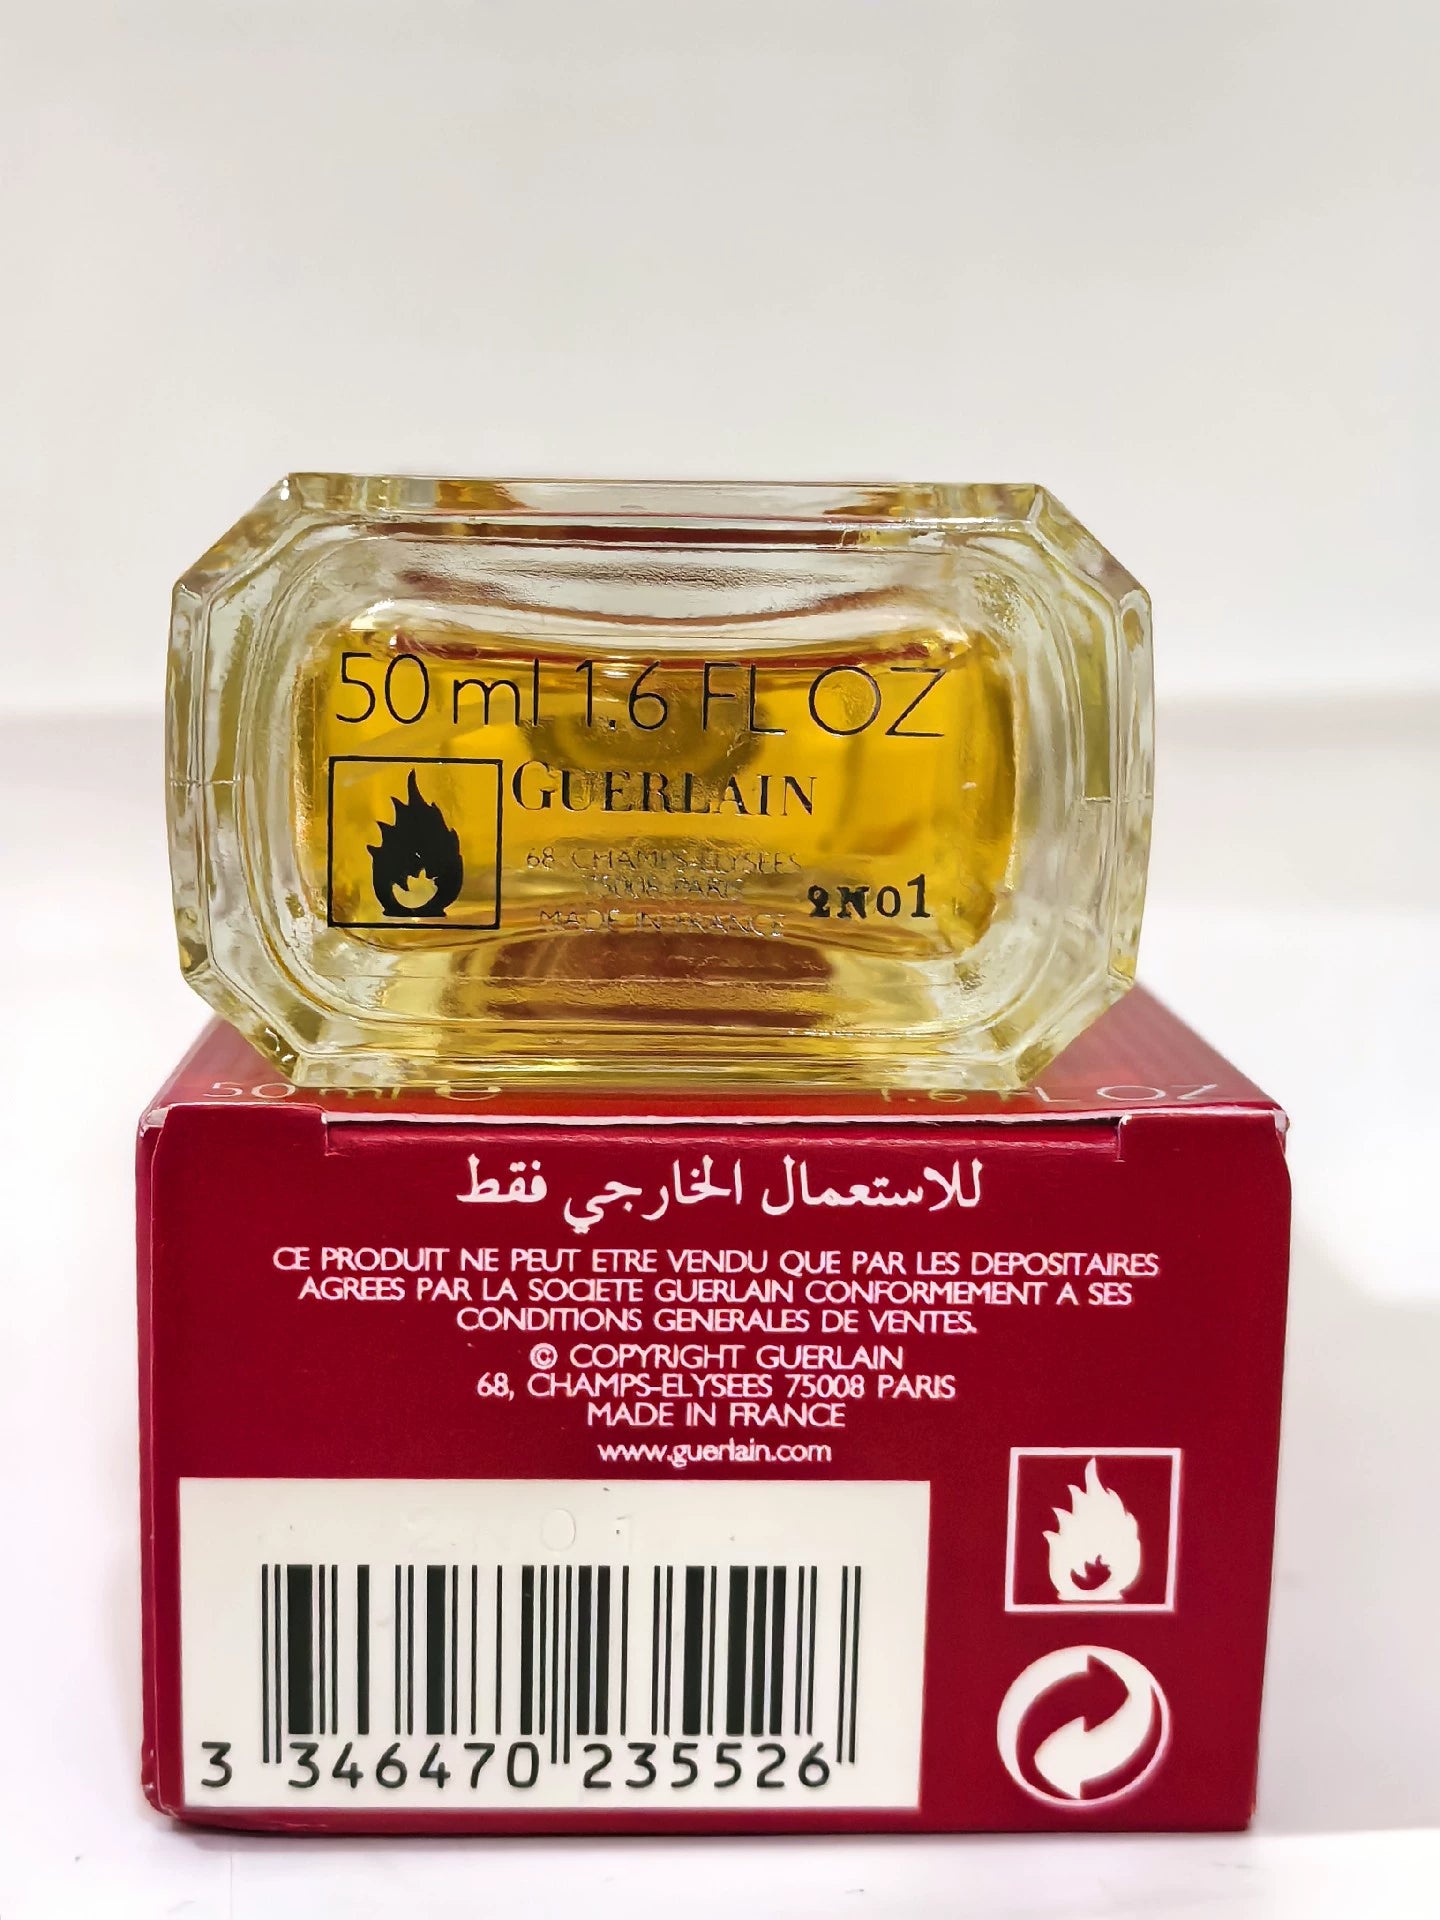 50 ml 1.6 FL OZ
GUERLAIN
68, CHAMPS-ELYSEES
75008 PARIS
MADE IN FRANCE
2N01
50 ml e 1.6 FL OZ
للاستعمال الخارجي فقط
CE PRODUIT NE PEUT ETRE VENDU QUE PAR LES DEPOSITAIRES
AGREES PAR LA SOCIETE GUERLAIN CONFORMEMENT A SES
CONDITIONS GENERALES DE VENTES.
© COPYRIGHT GUERLAIN
68, CHAMPS-ELYSEES 75008 PARIS
MADE IN FRANCE
www.guerlain.com
2N01
3 346470 235526